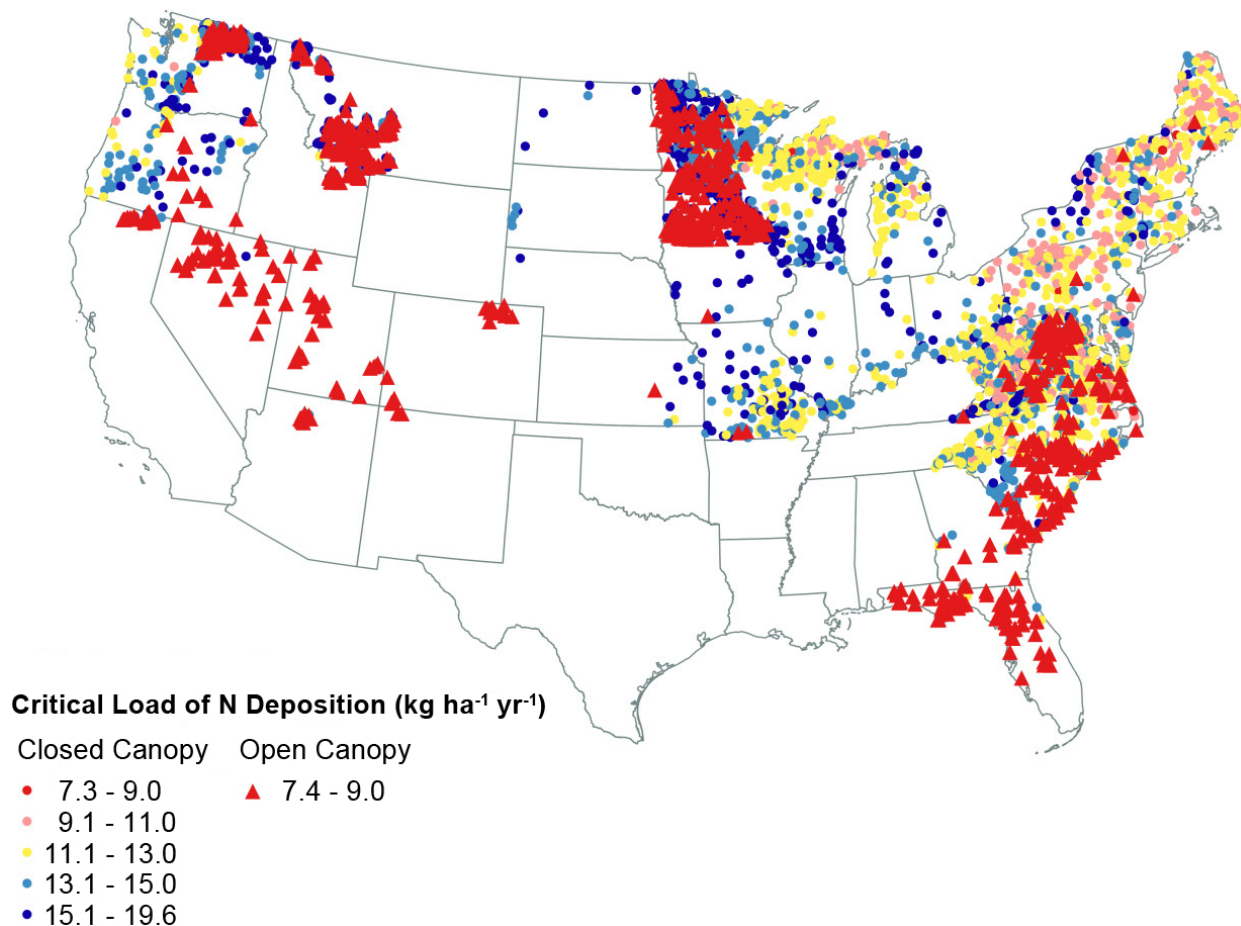 Critical Load of N Deposition (kg ha-1 yr-1)
Closed Canopy Open Canopy
7.3 - 9.0 7.4 - 9.0
9.1 - 11.0
11.1 - 13.0
13.1 - 15.0
15.1 - 19.6